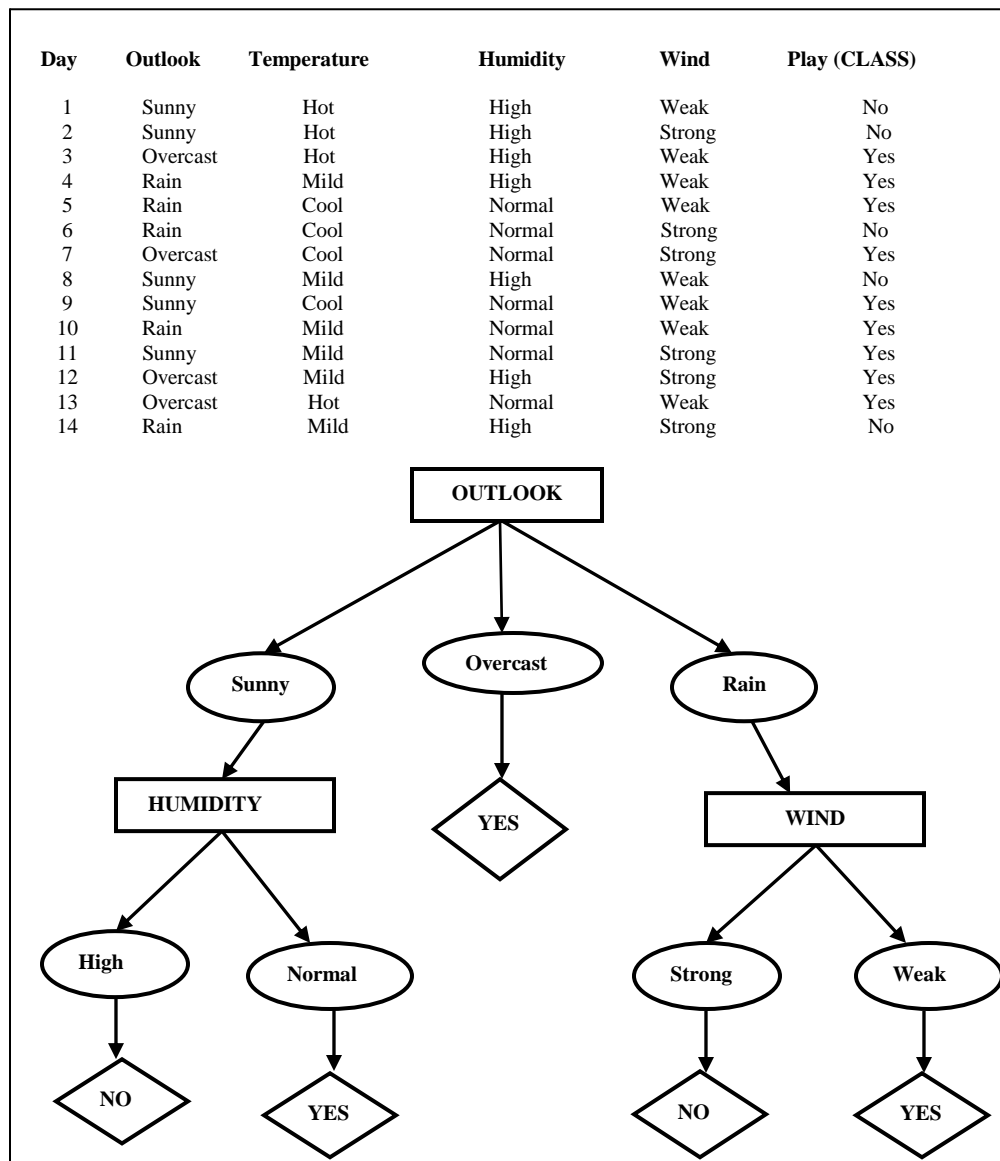 Day Outlook Temperature Humidity Wind Play (CLASS)
1 Sunny Hot High Weak No
2 Sunny Hot High Strong No
3 Overcast Hot High Weak Yes
4 Rain Mild High Weak Yes
5 Rain Cool Normal Weak Yes
6 Rain Cool Normal Strong No
7 Overcast Cool Normal Strong Yes
8 Sunny Mild High Weak No
9 Sunny Cool Normal Weak Yes
10 Rain Mild Normal Weak Yes
11 Sunny Mild Normal Strong Yes
12 Overcast Mild High Strong Yes
13 Overcast Hot Normal Weak Yes
14 Rain Mild High Strong No
OUTLOOK
Sunny Overcast Rain
HUMIDITY YES WIND
High Normal Strong Weak
NO YES NO YES